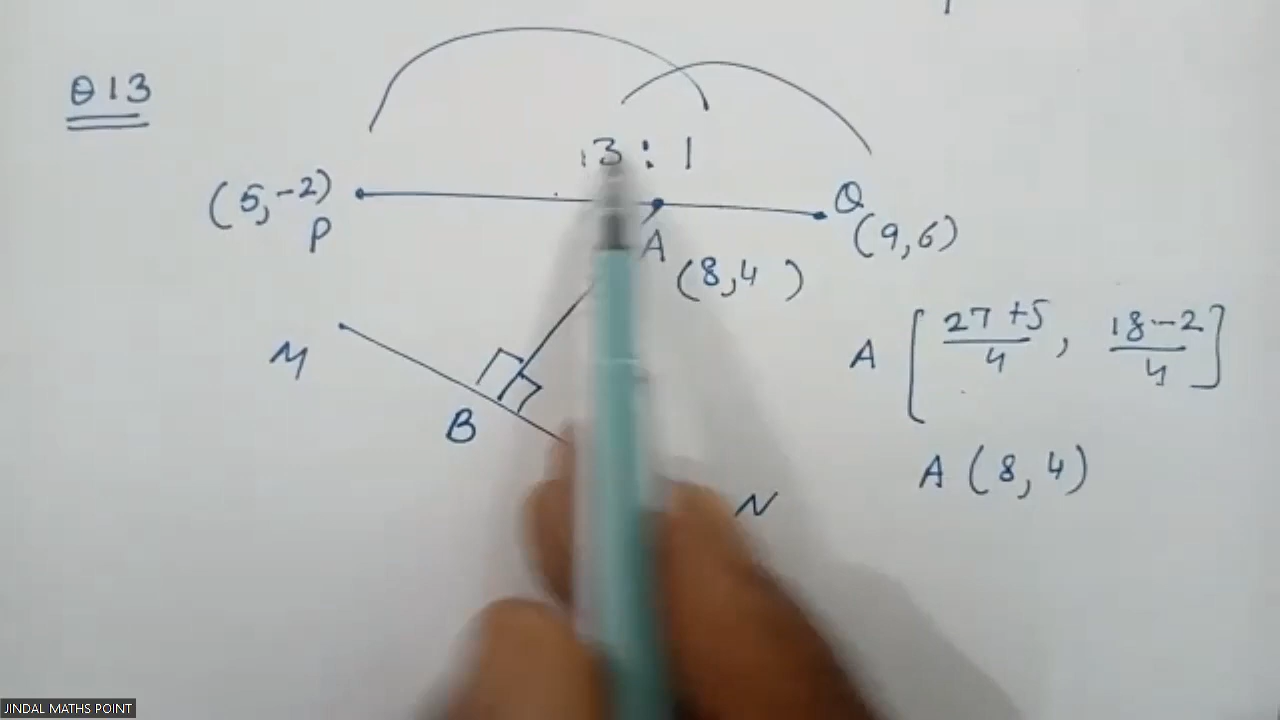 Q13
3 : 1
(5,-2)
P
Q
(9,6)
A
(8,4)
M
B
N
A [ 27+5/4 , 18-2/4 ]
A (8,4)
JINDAL MATHS POINT